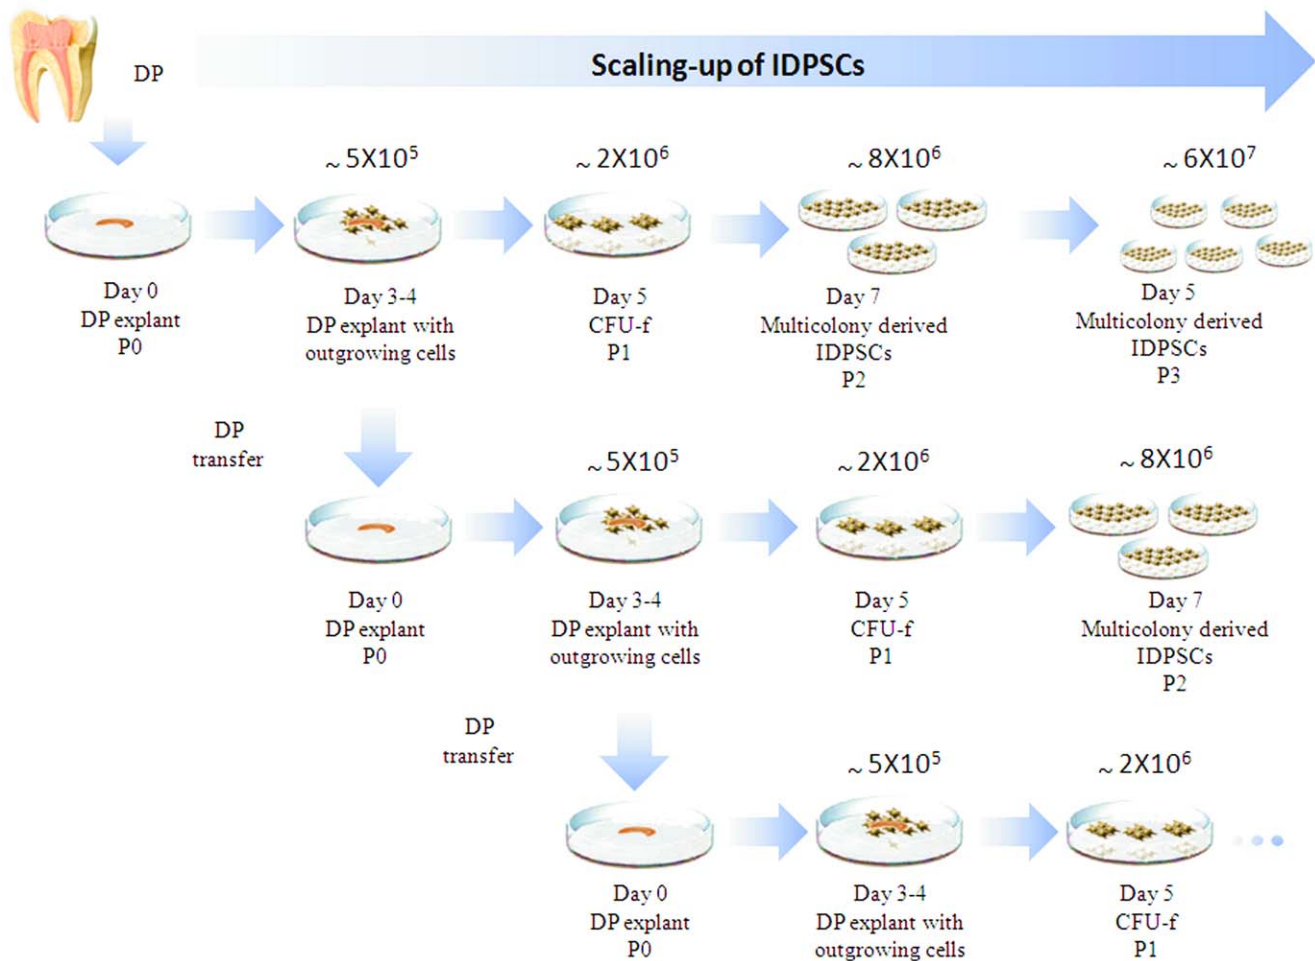 DP
Scaling-up of IDPSCs
~ 5X10⁵
~ 2X10⁶
~ 8X10⁶
~ 6X10⁷
Day 0
DP explant
P0
Day 3-4
DP explant with
outgrowing cells
Day 5
CFU-f
P1
Day 7
Multicolony derived
IDPSCs
P2
Day 5
Multicolony derived
IDPSCs
P3
DP
transfer
~ 5X10⁵
~ 2X10⁶
~ 8X10⁶
Day 0
DP explant
P0
Day 3-4
DP explant with
outgrowing cells
Day 5
CFU-f
P1
Day 7
Multicolony derived
IDPSCs
P2
DP
transfer
~ 5X10⁵
~ 2X10⁶
Day 0
DP explant
P0
Day 3-4
DP explant with
outgrowing cells
Day 5
CFU-f
P1